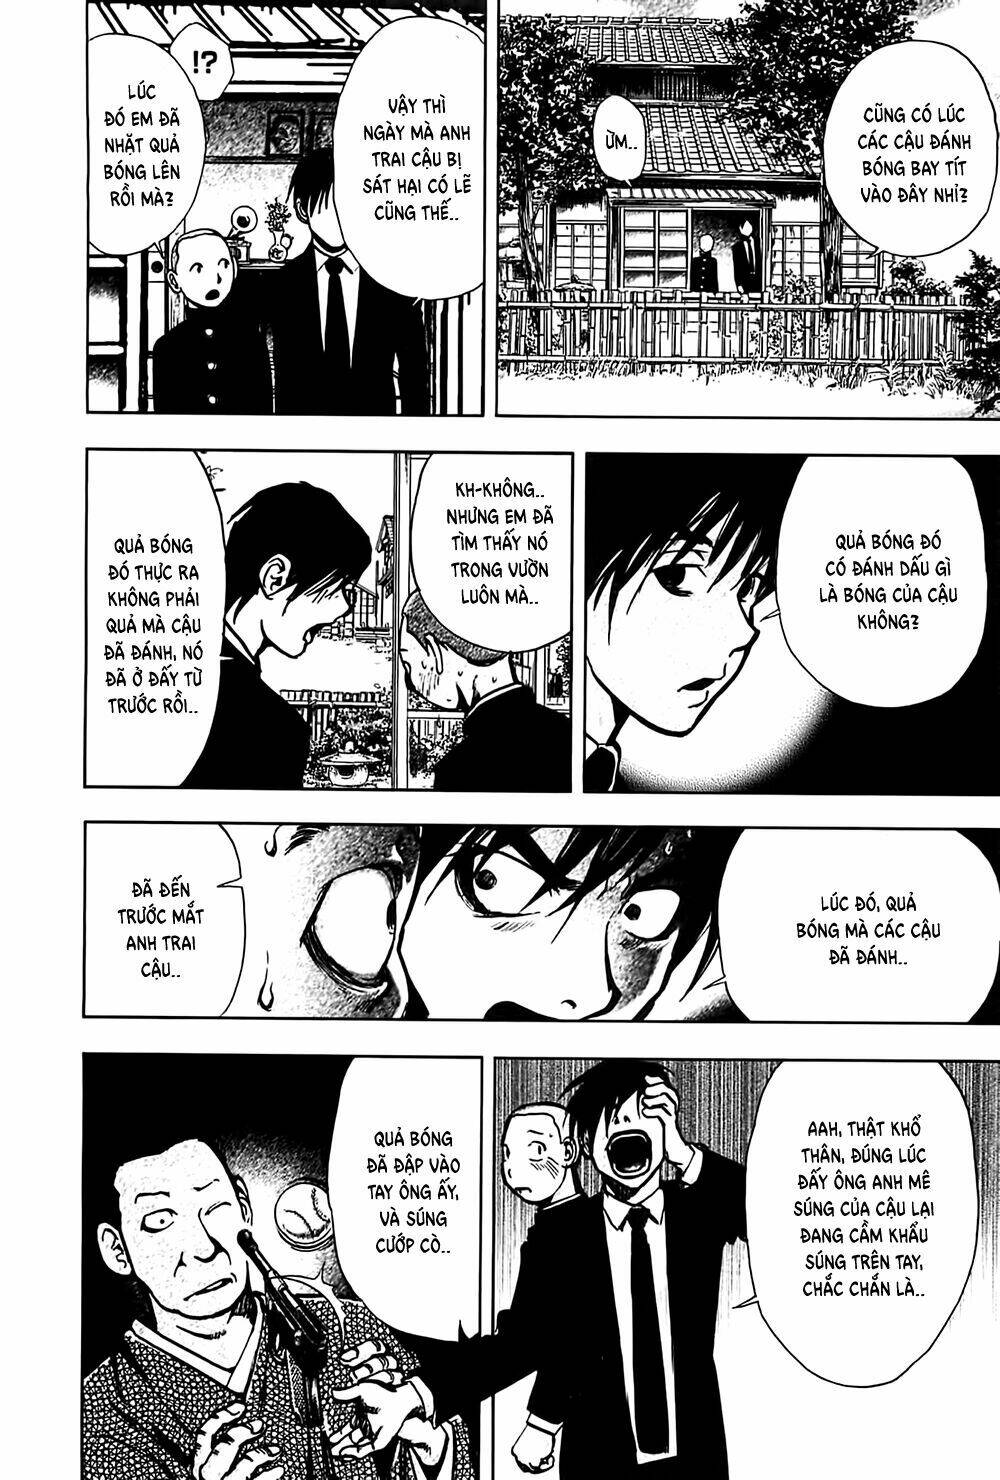 CŨNG CÓ LÚC
CÁC CẬU ĐÁNH
BÓNG BAY TÍT
VÀO ĐÂY NHỈ?
ỪM..
VẬY THÌ
NGÀY MÀ ANH
TRAI CẬU BỊ
SÁT HẠI CÓ LẼ
CŨNG THẾ..
!?
LÚC
ĐÓ EM ĐÃ
NHẶT QUẢ
BÓNG LÊN
RỒI MÀ?
QUẢ BÓNG ĐÓ
CÓ ĐÁNH DẤU GÌ
LÀ BÓNG CỦA CẬU
KHÔNG?
KH-KHÔNG..
NHƯNG EM ĐÃ
TÌM THẤY NÓ
TRONG VƯỜN
LUÔN MÀ..
QUẢ BÓNG
ĐÓ THỰC RA
KHÔNG PHẢI
QUẢ MÀ CẬU
ĐÃ ĐÁNH, NÓ
ĐÃ Ở ĐẤY TỪ
TRƯỚC RỒI..
LÚC ĐÓ, QUẢ
BÓNG MÀ CÁC CẬU
ĐÃ ĐÁNH..
ĐÃ ĐẾN
TRƯỚC MẮT
ANH TRAI
CẬU..
AAH, THẬT KHỔ
THÂN, ĐÚNG LÚC
ĐẤY ÔNG ANH MÊ
SÚNG CỦA CẬU LẠI
ĐANG CẦM KHẨU
SÚNG TRÊN TAY,
CHẮC CHẮN LÀ..
QUẢ BÓNG
ĐÃ ĐẬP VÀO
TAY ÔNG ẤY,
VÀ SÚNG
CƯỚP CÒ..